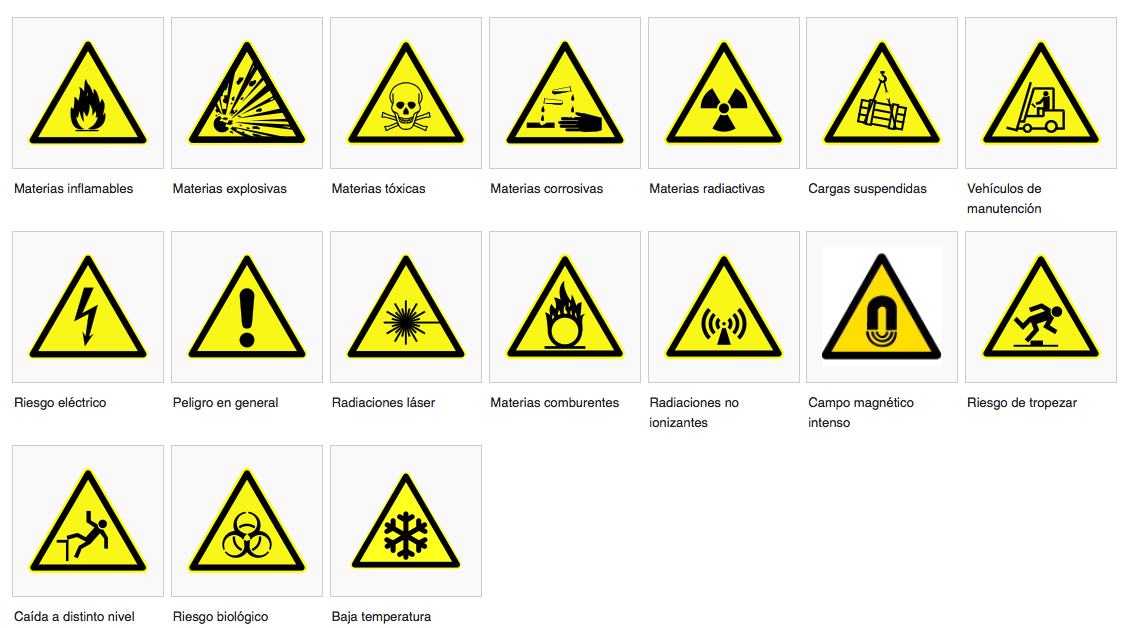 Materias inflamables
Materias explosivas
Materias tóxicas
Materias corrosivas
Materias radiactivas
Cargas suspendidas
Vehículos de
manutención
Riesgo eléctrico
Peligro en general
Radiaciones láser
Materias comburentes
Radiaciones no
ionizantes
Campo magnético
intenso
Riesgo de tropezar
Caída a distinto nivel
Riesgo biológico
Baja temperatura